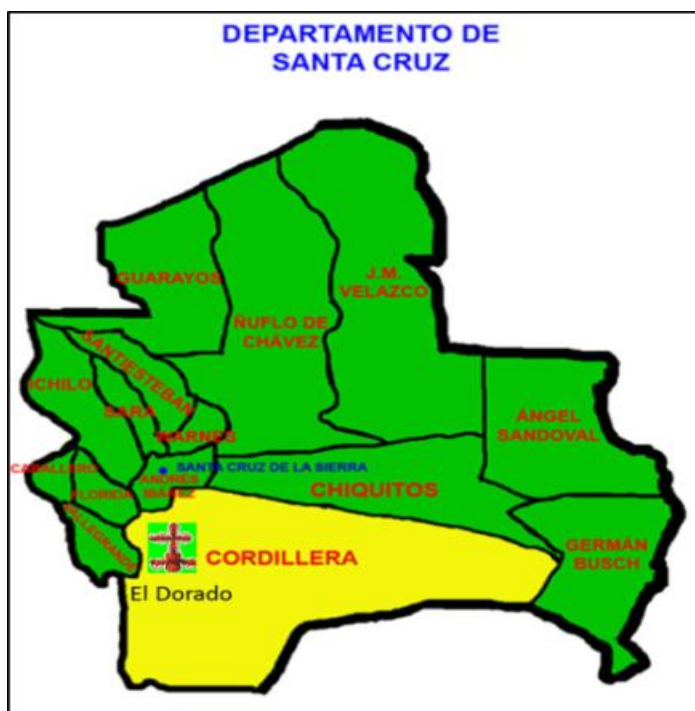 DEPARTAMENTO DE
SANTA CRUZ
GUARAYOS
J.M.
VELAZCO
ÑUFLO DE
CHÁVEZ
SANTIESTEBAN
ICHILO
SARA
WARNES
ÁNGEL
SANDOVAL
CABALLERO
SANTA CRUZ DE LA SIERRA
ANDRES
IBÁÑEZ
FLORIDA
CHIQUITOS
VALLEGRANDE
CORDILLERA
GERMÁN
BUSCH
El Dorado